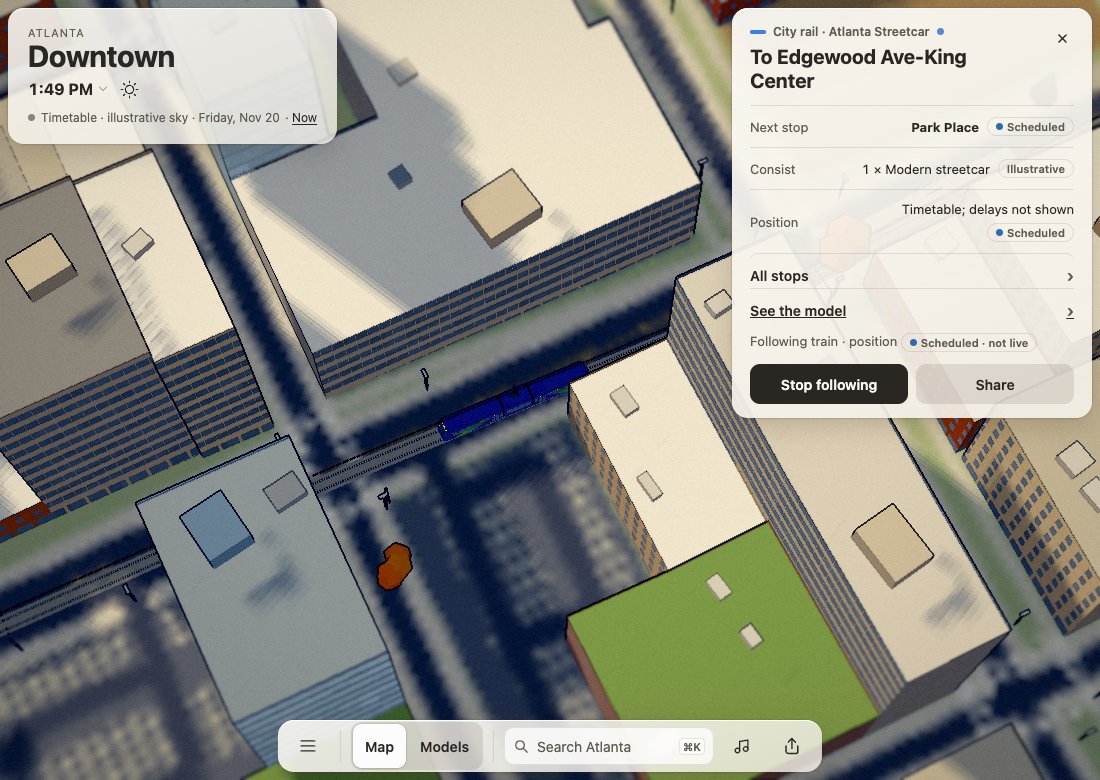 ATLANTA
Downtown
1:49 PM
Timetable · illustrative sky · Friday, Nov 20 · Now
City rail · Atlanta Streetcar
To Edgewood Ave-King
Center
Next stop Park Place Scheduled
Consist 1 × Modern streetcar Illustrative
Position Timetable; delays not shown
Scheduled
All stops ›
See the model ›
Following train · position Scheduled · not live
Stop following Share
Map Models Search Atlanta ⌘K